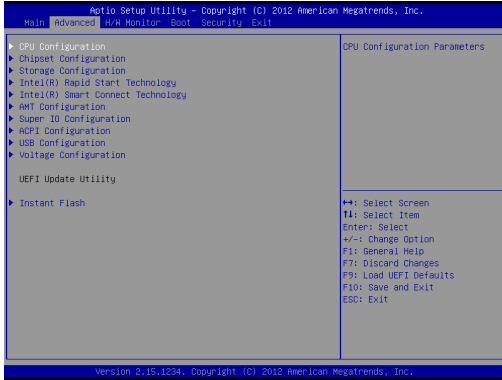 Aptio Setup Utility – Copyright (C) 2012 American Megatrends, Inc.
Main Advanced H/W Monitor Boot Security Exit
CPU Configuration
Chipset Configuration
Storage Configuration
Intel(R) Rapid Start Technology
Intel(R) Smart Connect Technology
AMT Configuration
Super IO Configuration
ACPI Configuration
USB Configuration
Voltage Configuration
UEFI Update Utility
Instant Flash
CPU Configuration Parameters
↔: Select Screen
↑↓: Select Item
Enter: Select
+/-: Change Option
F1: General Help
F7: Discard Changes
F9: Load UEFI Defaults
F10: Save and Exit
ESC: Exit
Version 2.15.1234. Copyright (C) 2012 American Megatrends, Inc.